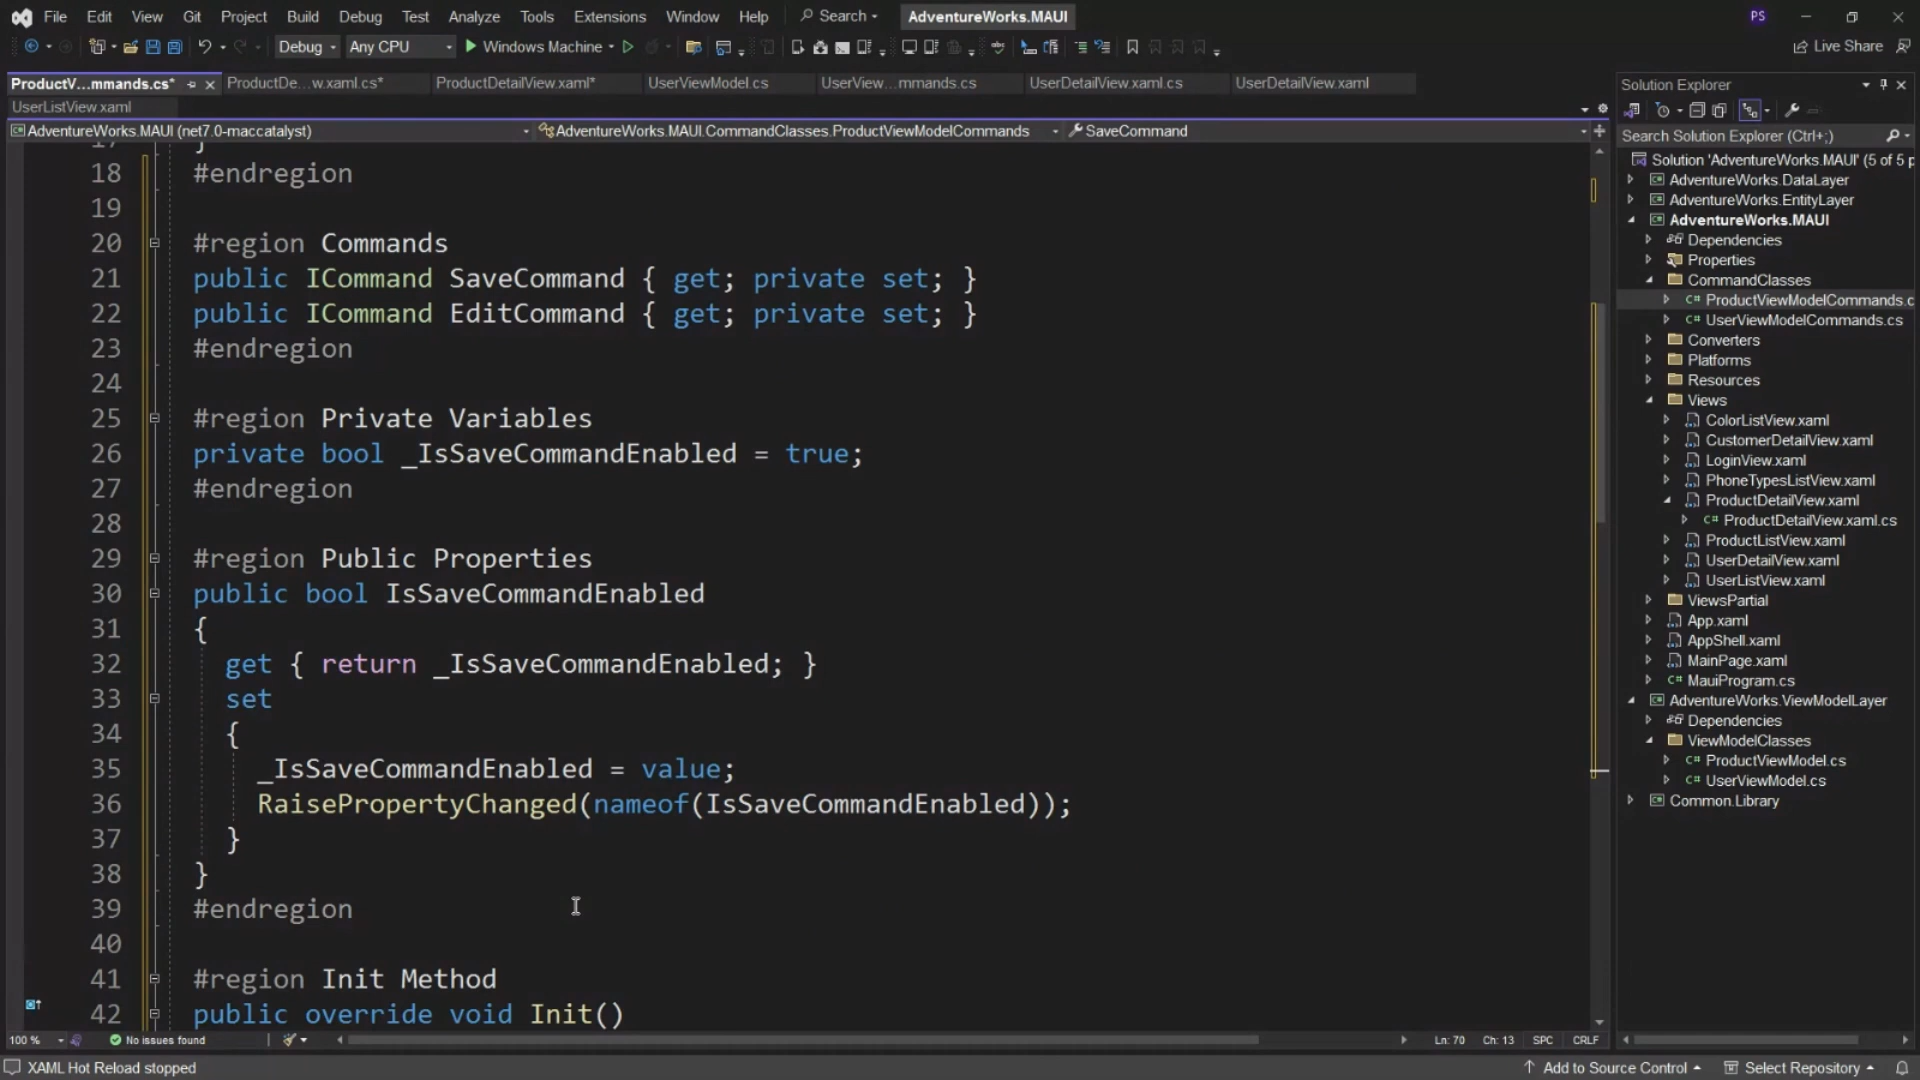 File Edit View Git Project Build Debug Test Analyze Tools Extensions Window Help Search AdventureWorks.MAUI PS
Debug Any CPU Windows Machine Live Share
ProductV...mmands.cs* ProductDe...w.xaml.cs* ProductDetailView.xaml* UserViewModel.cs UserView...mmands.cs UserDetailView.xaml.cs UserDetailView.xaml
UserListView.xaml
AdventureWorks.MAUI (net7.0-maccatalyst) AdventureWorks.MAUI.CommandClasses.ProductViewModelCommands SaveCommand
17 }
18 #endregion
19
20 #region Commands
21 public ICommand SaveCommand { get; private set; }
22 public ICommand EditCommand { get; private set; }
23 #endregion
24
25 #region Private Variables
26 private bool _IsSaveCommandEnabled = true;
27 #endregion
28
29 #region Public Properties
30 public bool IsSaveCommandEnabled
31 {
32 get { return _IsSaveCommandEnabled; }
33 set
34 {
35 _IsSaveCommandEnabled = value;
36 RaisePropertyChanged(nameof(IsSaveCommandEnabled));
37 }
38 }
39 #endregion
40
41 #region Init Method
42 public override void Init()
100 % No issues found Ln: 70 Ch: 13 SPC CRLF
XAML Hot Reload stopped Add to Source Control Select Repository
Solution Explorer
Search Solution Explorer (Ctrl+;)
Solution 'AdventureWorks.MAUI' (5 of 5 p
AdventureWorks.DataLayer
AdventureWorks.EntityLayer
AdventureWorks.MAUI
Dependencies
Properties
CommandClasses
C# ProductViewModelCommands.c
C# UserViewModelCommands.cs
Converters
Platforms
Resources
Views
ColorListView.xaml
CustomerDetailView.xaml
LoginView.xaml
PhoneTypesListView.xaml
ProductDetailView.xaml
C# ProductDetailView.xaml.cs
ProductListView.xaml
UserDetailView.xaml
UserListView.xaml
ViewsPartial
App.xaml
AppShell.xaml
MainPage.xaml
C# MauiProgram.cs
AdventureWorks.ViewModelLayer
Dependencies
ViewModelClasses
C# ProductViewModel.cs
C# UserViewModel.cs
Common.Library